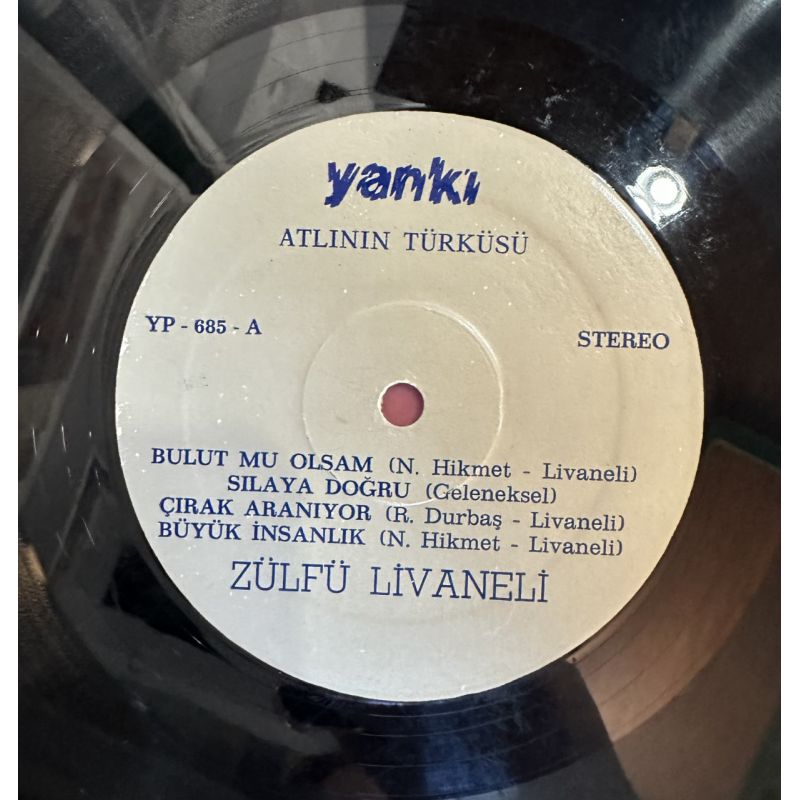 yankı
ATLININ TÜRKÜSÜ
YP - 685 - A STEREO
BULUT MU OLSAM (N. Hikmet - Livaneli)
SILAYA DOĞRU (Geleneksel)
ÇIRAK ARANIYOR (R. Durbaş - Livaneli)
BÜYÜK İNSANLIK (N. Hikmet - Livaneli)
ZÜLFÜ LİVANELİ